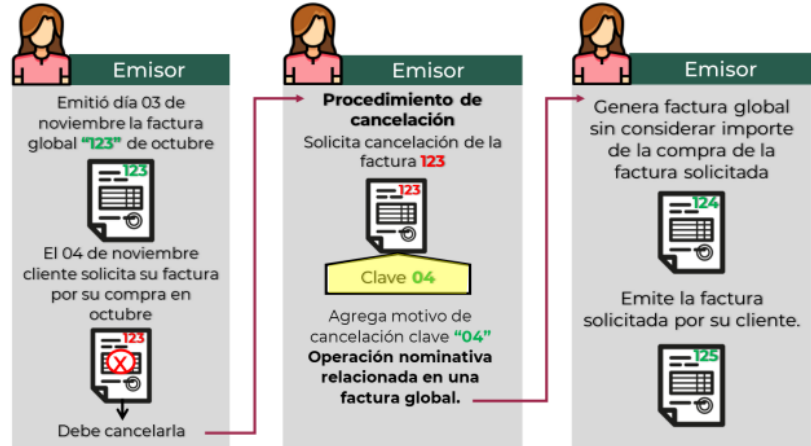 Emisor
Emitió día 03 de
noviembre la factura
global “123” de octubre
123
El 04 de noviembre
cliente solicita su factura
por su compra en
octubre
123
X
Debe cancelarla
Emisor
Procedimiento de
cancelación
Solicita cancelación de la
factura 123
123
Clave 04
Agrega motivo de
cancelación clave “04”
Operación nominativa
relacionada en una
factura global.
Emisor
Genera factura global
sin considerar importe
de la compra de la
factura solicitada
124
Emite la factura
solicitada por su cliente.
125